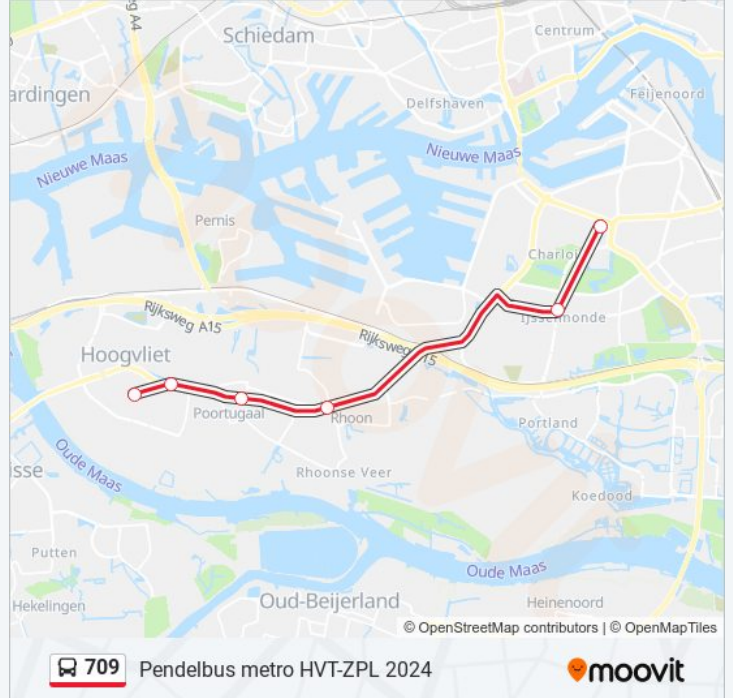 g A4
Schiedam
Centrum
ardingen
Delfshaven
Feijenoord
Nieuwe Maas
Nieuwe Maas
Pernis
Charloi
Rijksweg A15
IJsselmonde
Rijksweg A15
Hoogvliet
Poortugaal
Rhoon
Portland
Oude Maas
isse
Rhoonse Veer
Koedood
Putten
Oude Maas
Hekelingen
Oud-Beijerland
Heinenoord
© OpenStreetMap contributors | © OpenMapTiles
709 Pendelbus metro HVT-ZPL 2024 moovit